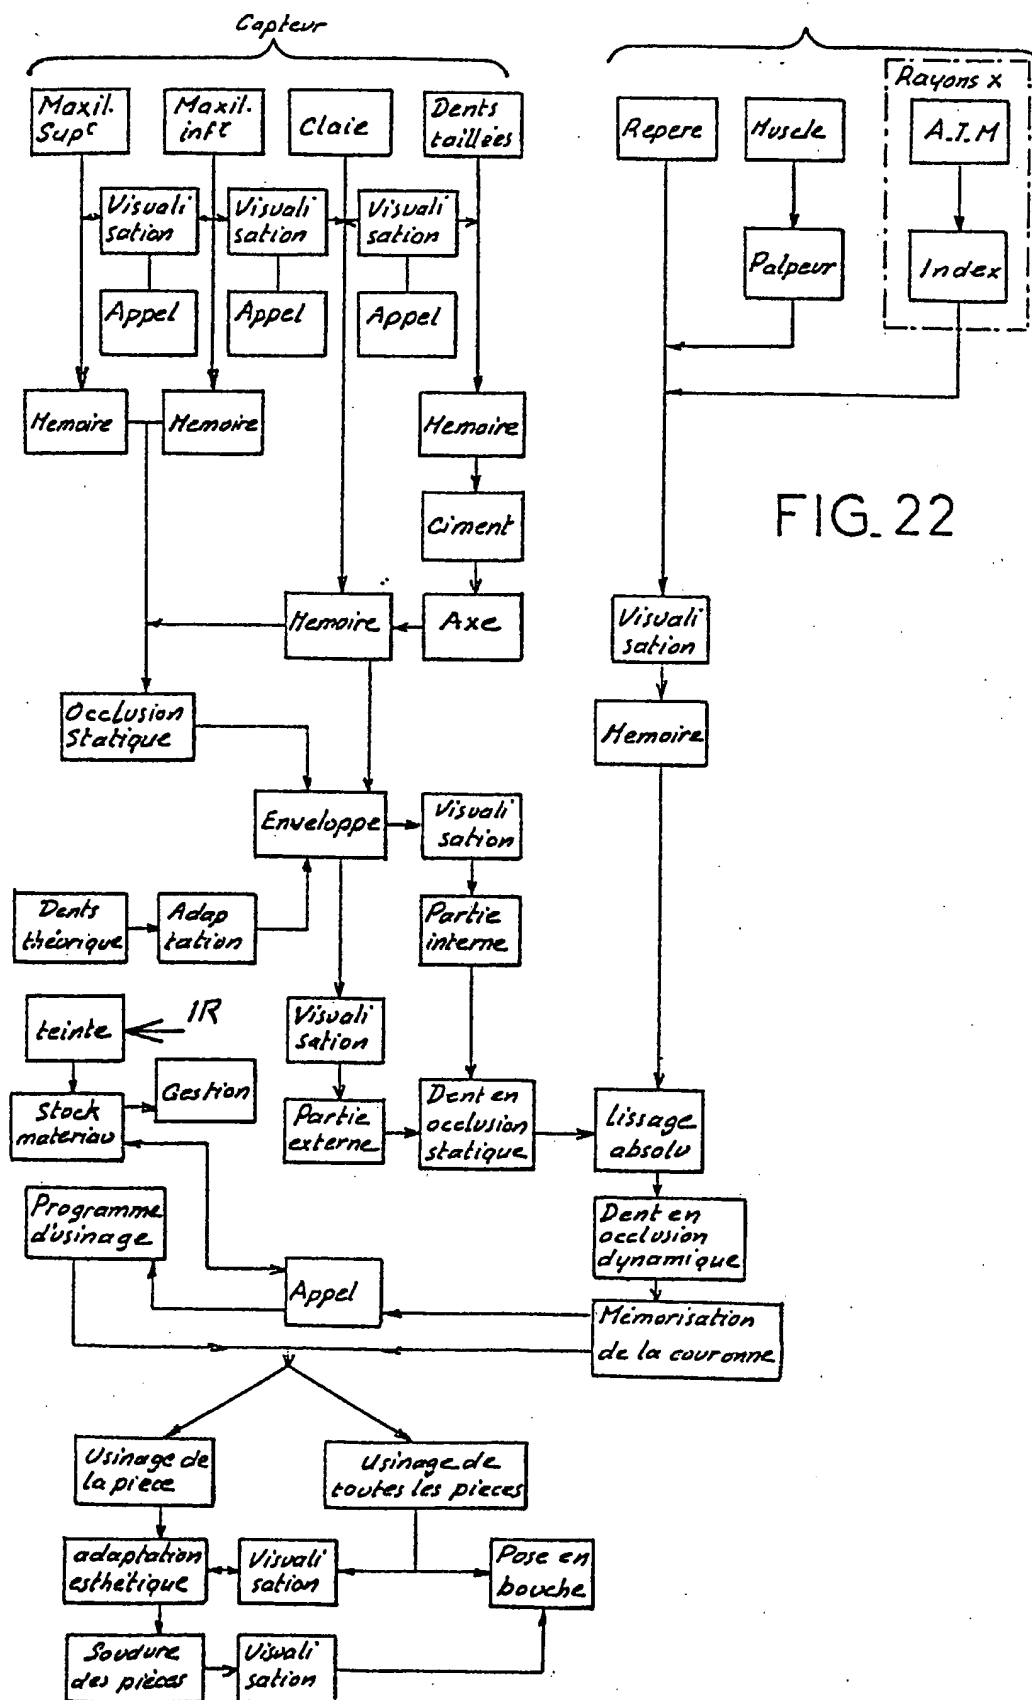 Capteur
Maxil.
Supr
Maxil.
infr
Claie
Dents
taillées
Rayons x
Repere
Muscle
A.T.M
Visuali
sation
Visuali
sation
Visuali
sation
Palpeur
Index
Appel
Appel
Appel
Memoire
Memoire
Memoire
Ciment
FIG_22
Memoire
Axe
Visuali
sation
Occlusion
Statique
Memoire
Enveloppe
Visuali
sation
Dents
théorique
Adap
tation
Partie
interne
teinte
IR
Visuali
sation
Gestion
Stock
materiau
Partie
externe
Dent en
occlusion
statique
lissage
absolu
Programme
d'usinage
Dent en
occlusion
dynamique
Appel
Mémorisation
de la couronne
Usinage de
la piece
Usinage de
toutes les pieces
adaptation
esthétique
Visuali
sation
Pose en
bouche
Soudure
des pièces
Visuali
sation